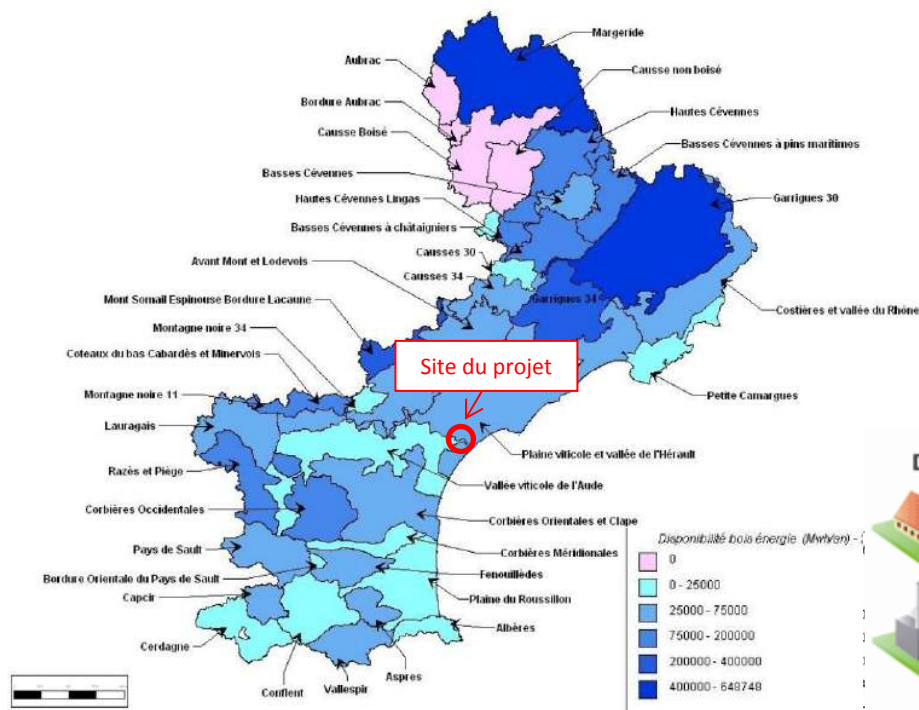 Margeride
Aubrac
Causse non boisé
Bordure Aubrac
Hautes Cévennes
Causse Boisé
Basses Cévennes à pins maritimes
Basses Cévennes
Hautes Cévennes Lingas
Garrigues 30
Basses Cévennes à châtaigniers
Causses 30
Avant Mont et Lodevois
Causses 34
Mont Somail Espinouse Bordure Lacaune
Garrigues 34
Costières et vallée du Rhône
Montagne noire 34
Coteaux du bas Cabardès et Minervois
Site du projet
Petite Camargues
Montagne noire 11
Lauragais
Plaine viticole et vallée de l'Hérault
Razès et Piège
Vallée viticole de l'Aude
Corbières Occidentales
Corbières Orientales et Clape
Pays de Sault
Corbières Méridionales
Bordure Orientale du Pays de Sault
Fenouillèdes
Capcir
Plaine du Roussillon
Albères
Cerdagne
Aspres
Conflent
Vallespir
Disponibilité bois énergie (Mwh/an) -
0
0 - 25000
25000 - 75000
75000 - 200000
200000 - 400000
400000 - 648748
D